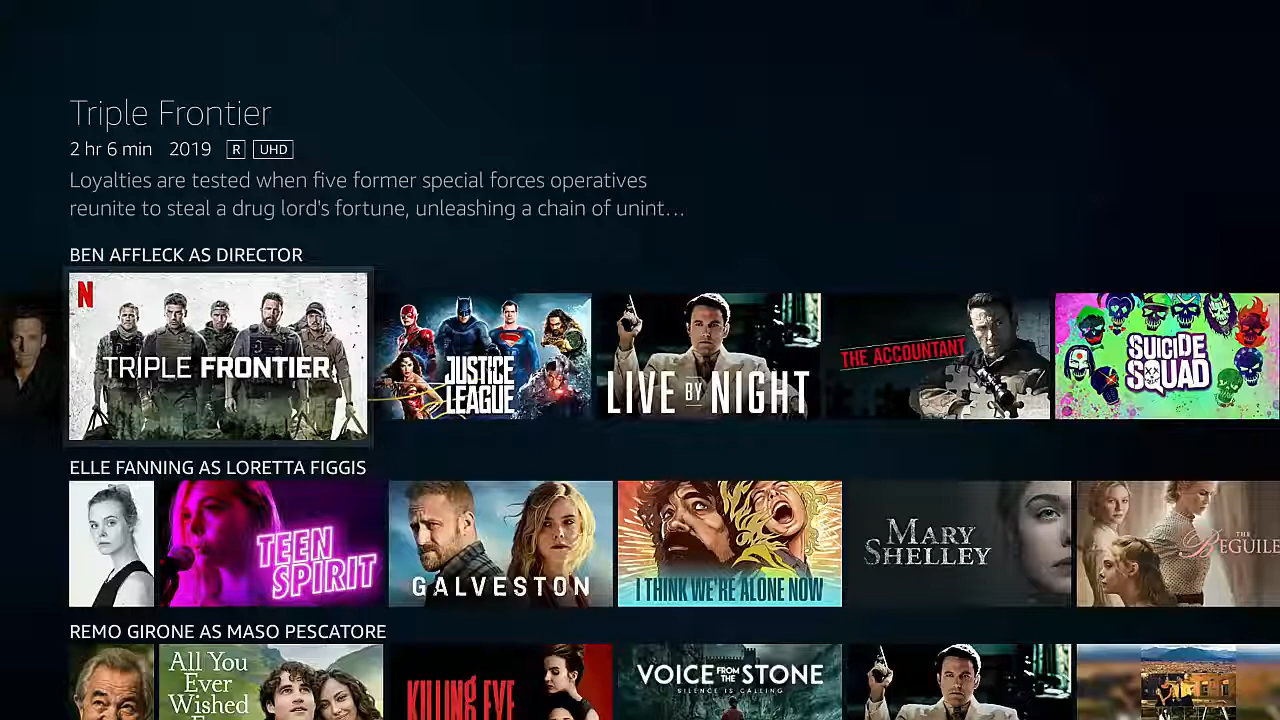 Triple Frontier
2 hr 6 min 2019 R UHD
Loyalties are tested when five former special forces operatives
reunite to steal a drug lord's fortune, unleashing a chain of unint…
BEN AFFLECK AS DIRECTOR
N
TRIPLE FRONTIER
JUSTICE
LEAGUE
LIVE BY NIGHT
THE ACCOUNTANT
SUICIDE
SQUAD
ELLE FANNING AS LORETTA FIGGIS
TEEN
SPIRIT
GALVESTON
I THINK WE'RE ALONE NOW
MARY
SHELLEY
THE
BEGUILE
REMO GIRONE AS MASO PESCATORE
All You
Ever
Wished
KILLING EVE
VOICE FROM THE STONE
SILENCE IS CALLING